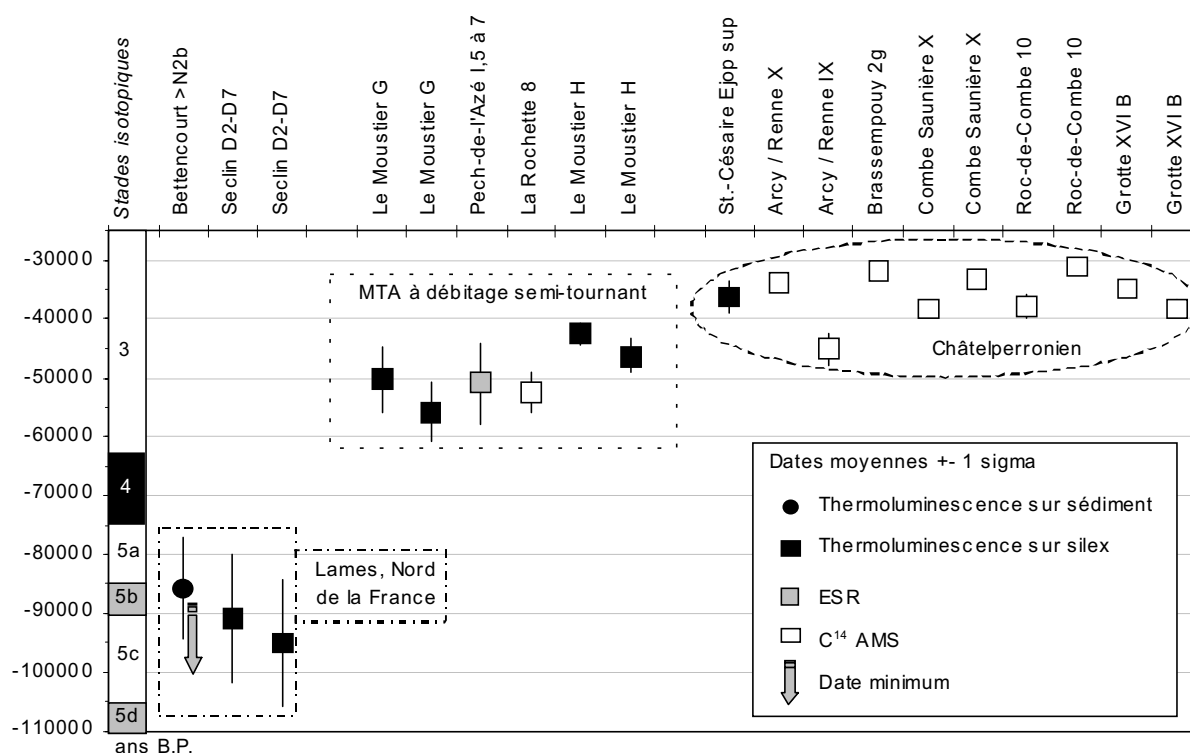 Stades isotopiques
Bettencourt >N2b
Seclin D2-D7
Seclin D2-D7
Le Moustier G
Le Moustier G
Pech-de-l'Azé I,5 à 7
La Rochette 8
Le Moustier H
Le Moustier H
St.-Césaire Ejop sup
Arcy / Renne X
Arcy / Renne IX
Brassempouy 2g
Combe Saunière X
Combe Saunière X
Roc-de-Combe 10
Roc-de-Combe 10
Grotte XVI B
Grotte XVI B
-30000
-40000
-50000
-60000
-70000
-80000
-90000
-100000
-110000
ans B.P.
3
4
5a
5b
5c
5d
MTA à débitage semi-tournant
Châtelperronien
Lames, Nord
de la France
Dates moyennes +- 1 sigma
Thermoluminescence sur sédiment
Thermoluminescence sur silex
ESR
C¹⁴ AMS
Date minimum